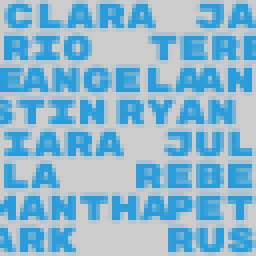 CLARA JA
RIO TERE
EANGELAAN
STIN RYAN
IARA JUL
LA REBE
MANTHAPET
ARK RUS